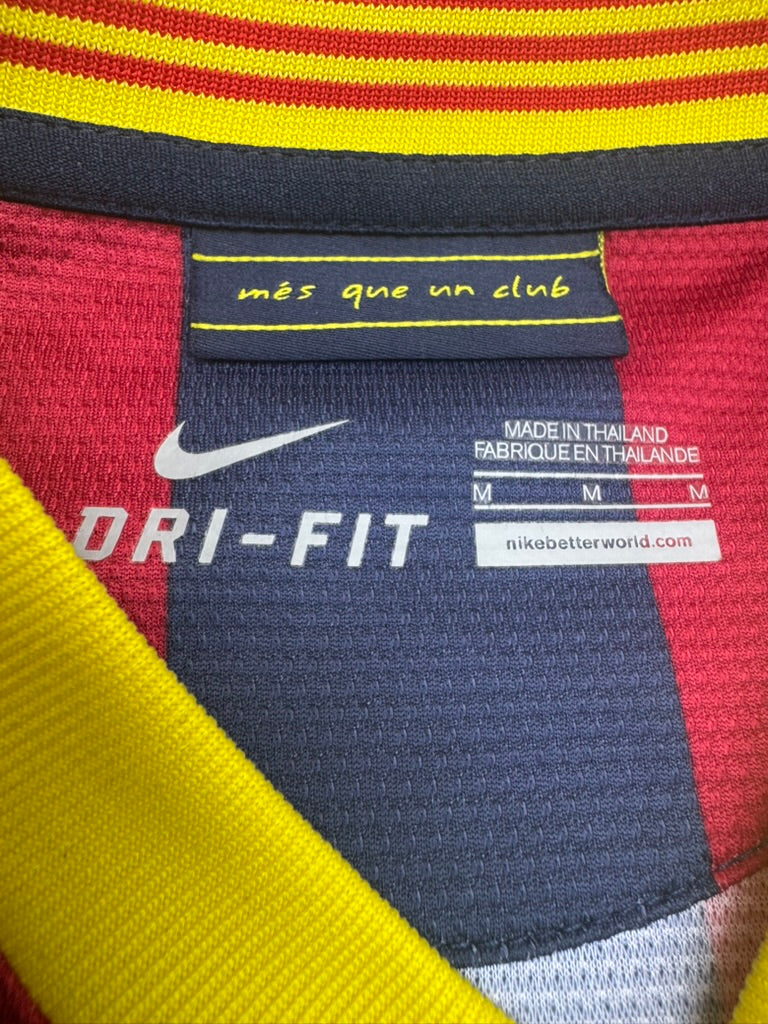 més que un club
MADE IN THAILAND
FABRIQUE EN THAILANDE
M M M
DRI-FIT
nikebetterworld.com